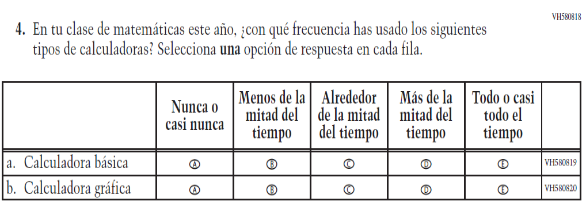 VH580818
4. En tu clase de matemáticas este año, ¿con qué frecuencia has usado los siguientes
tipos de calculadoras? Selecciona una opción de respuesta en cada fila.
Nunca o casi nunca
Menos de la mitad del tiempo
Alrededor de la mitad del tiempo
Más de la mitad del tiempo
Todo o casi todo el tiempo
a. Calculadora básica A B C D E VH580819
b. Calculadora gráfica A B C D E VH580820